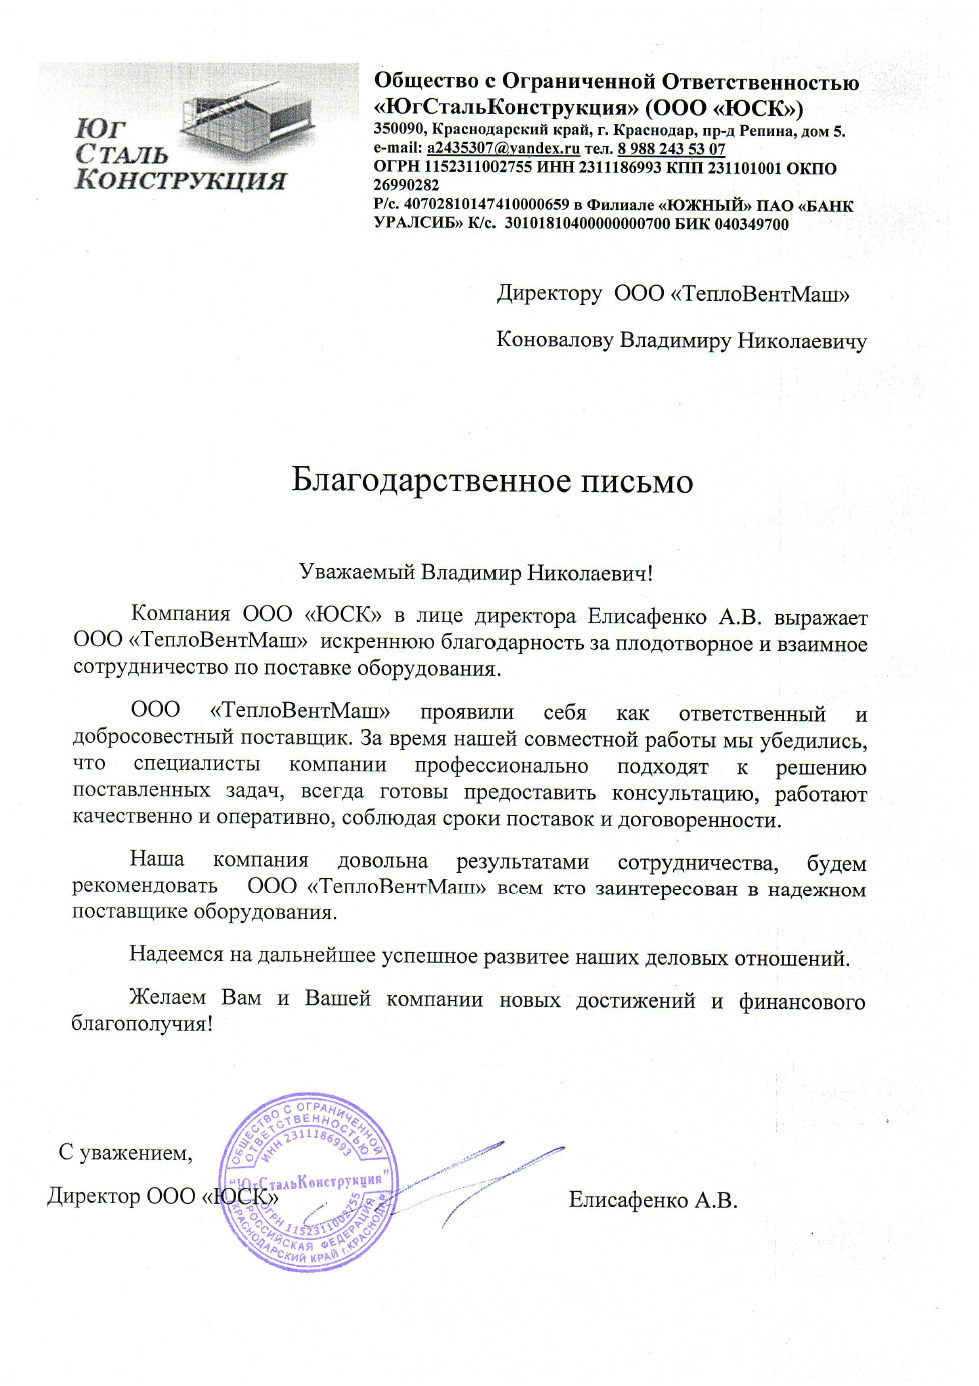 Юг
Сталь
Конструкция
Общество с Ограниченной Ответственностью
«ЮгСтальКонструкция» (ООО «ЮСК»)
350090, Краснодарский край, г. Краснодар, пр-д Репина, дом 5.
e-mail: a2435307@yandex.ru тел. 8 988 243 53 07
ОГРН 1152311002755 ИНН 2311186993 КПП 231101001 ОКПО
26990282
Р/с. 40702810147410000659 в Филиале «ЮЖНЫЙ» ПАО «БАНК
УРАЛСИБ» К/с. 30101810400000000700 БИК 040349700
Директору ООО «ТеплоВентМаш»
Коновалову Владимиру Николаевичу
Благодарственное письмо
Уважаемый Владимир Николаевич!
Компания ООО «ЮСК» в лице директора Елисафенко А.В. выражает
ООО «ТеплоВентМаш» искреннюю благодарность за плодотворное и взаимное
сотрудничество по поставке оборудования.
ООО «ТеплоВентМаш» проявили себя как ответственный и
добросовестный поставщик. За время нашей совместной работы мы убедились,
что специалисты компании профессионально подходят к решению
поставленных задач, всегда готовы предоставить консультацию, работают
качественно и оперативно, соблюдая сроки поставок и договоренности.
Наша компания довольна результатами сотрудничества, будем
рекомендовать ООО «ТеплоВентМаш» всем кто заинтересован в надежном
поставщике оборудования.
Надеемся на дальнейшее успешное развитее наших деловых отношений.
Желаем Вам и Вашей компании новых достижений и финансового
благополучия!
С уважением,
Директор ООО «ЮСК»
Елисафенко А.В.
ОБЩЕСТВО С ОГРАНИЧЕННОЙ
ОТВЕТСТВЕННОСТЬЮ
ИНН 2311186993
"ЮгСтальКонструкция"
ОГРН 1152311002755
РОССИЙСКАЯ ФЕДЕРАЦИЯ
КРАСНОДАРСКИЙ КРАЙ г.КРАСНОДАР